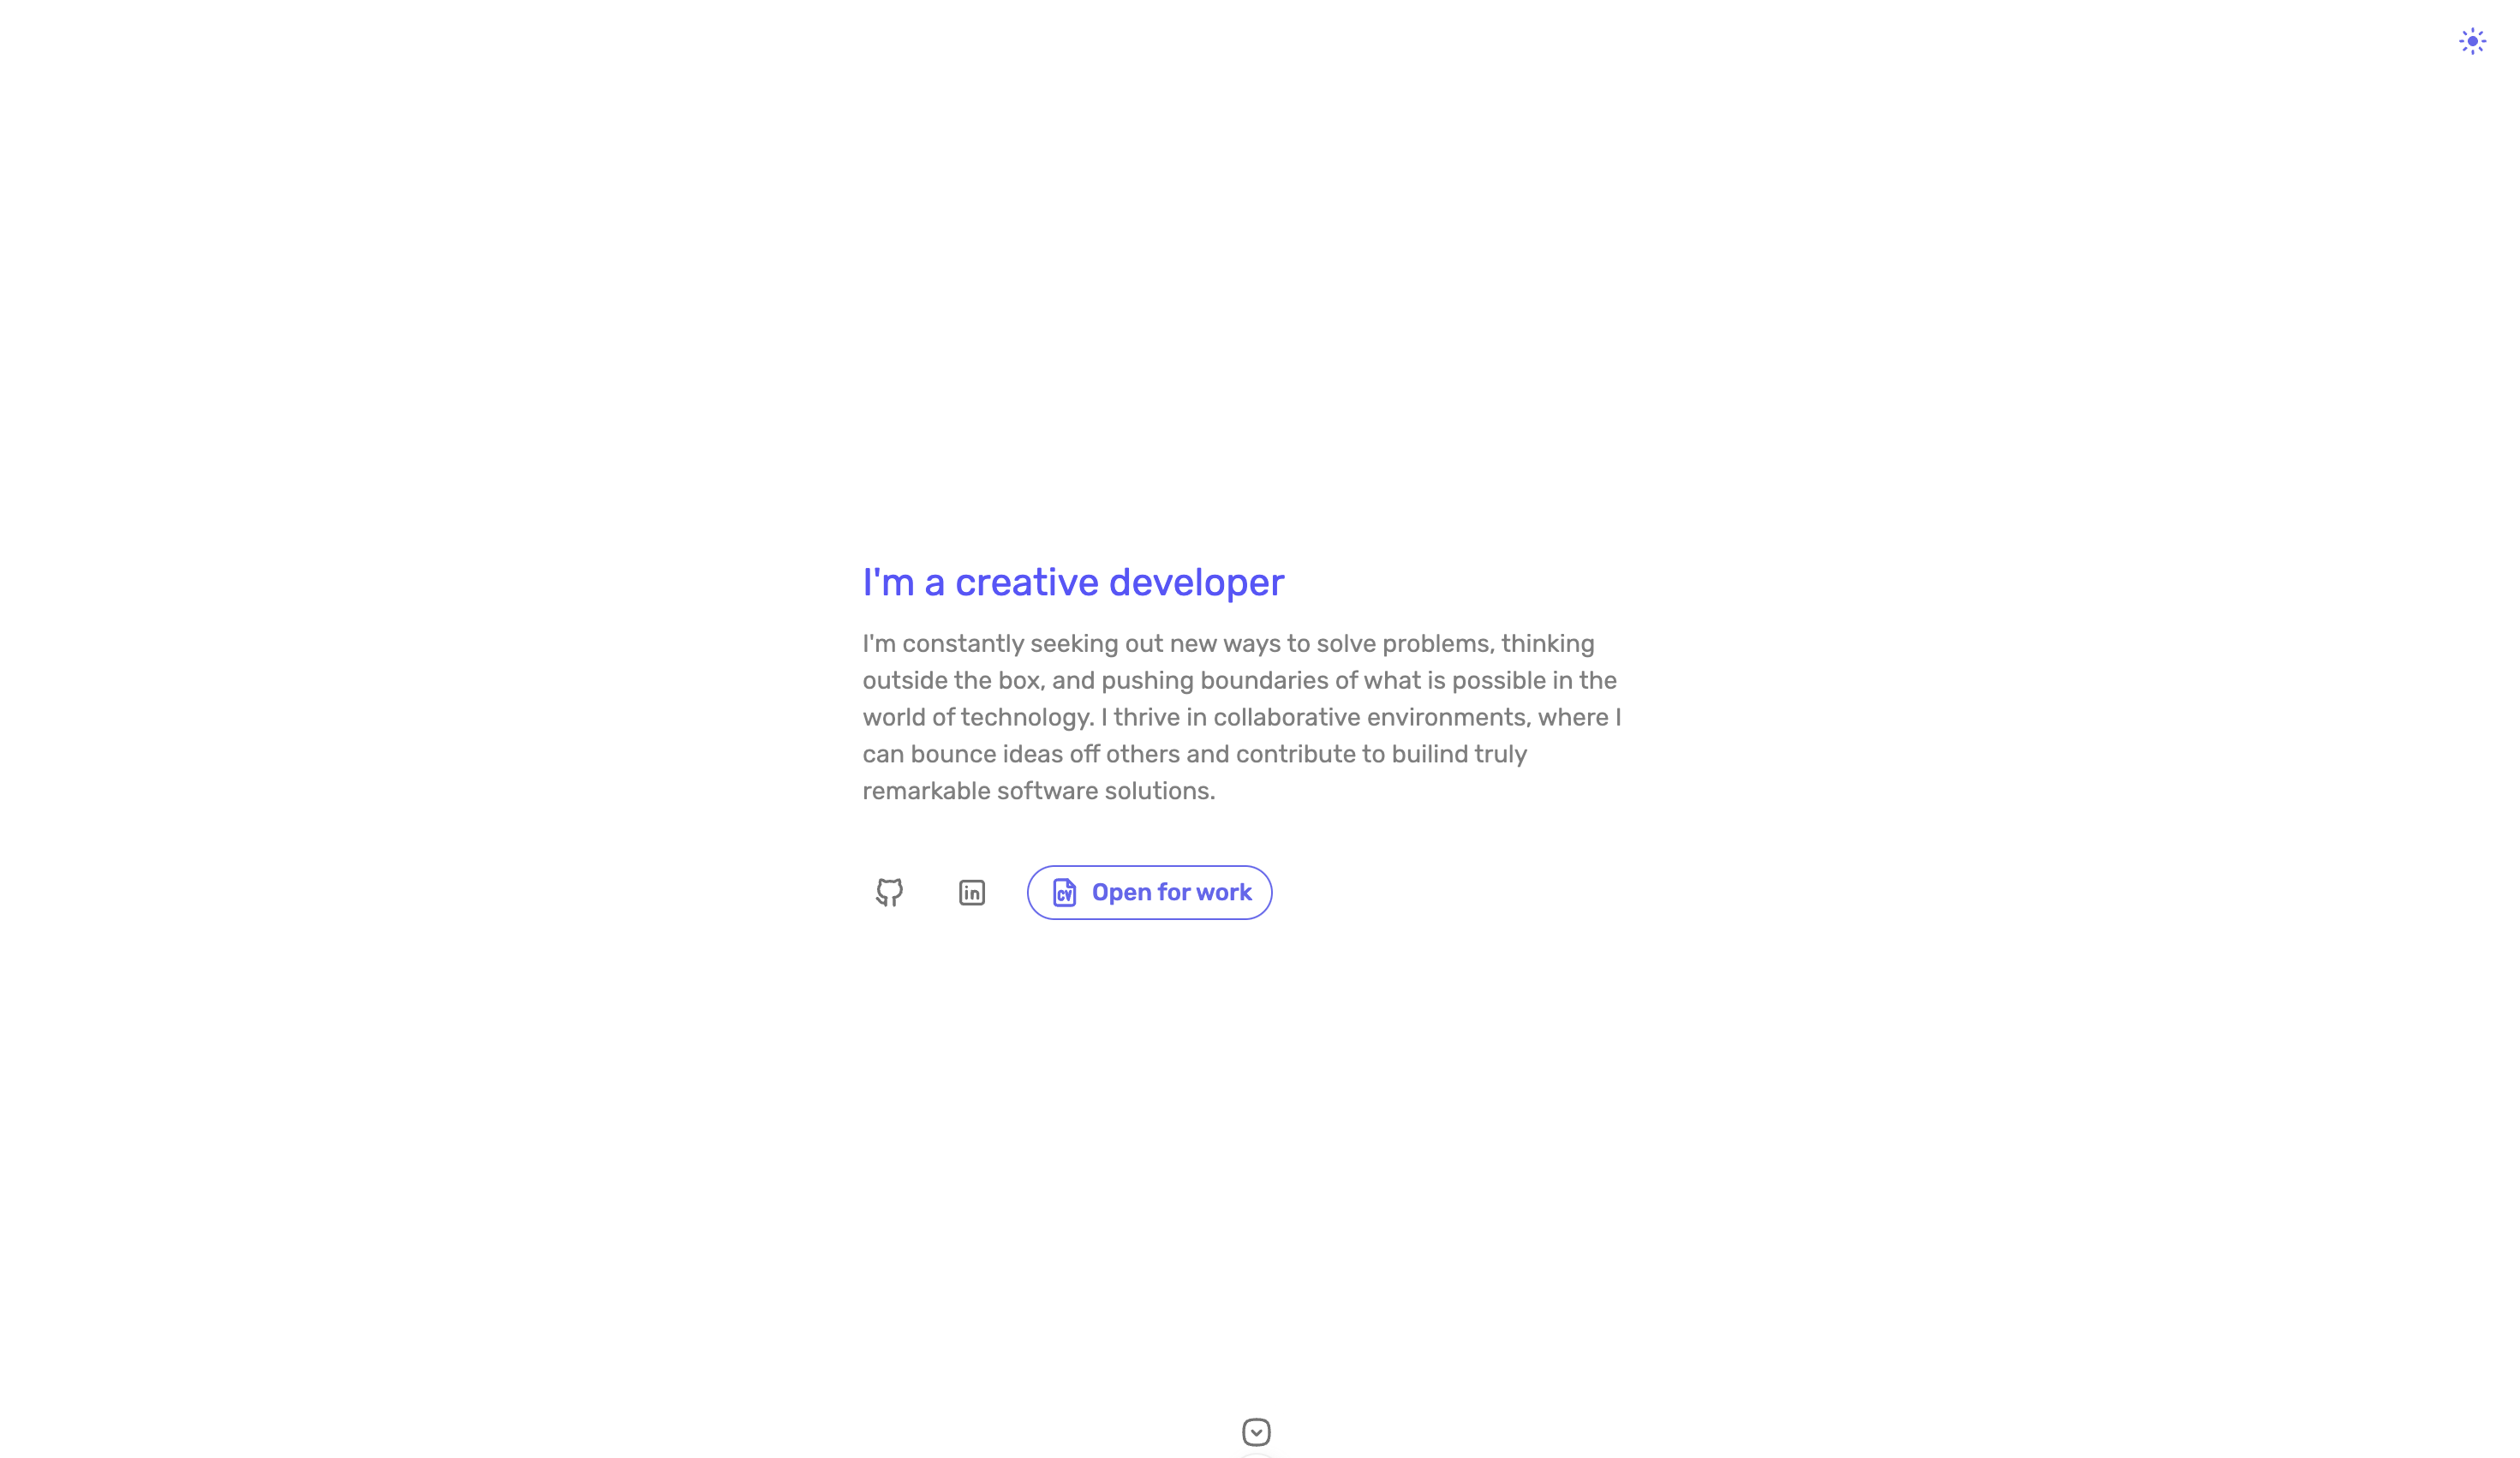 I'm a creative developer
I'm constantly seeking out new ways to solve problems, thinking
outside the box, and pushing boundaries of what is possible in the
world of technology. I thrive in collaborative environments, where I
can bounce ideas off others and contribute to builind truly
remarkable software solutions.
in CV Open for work